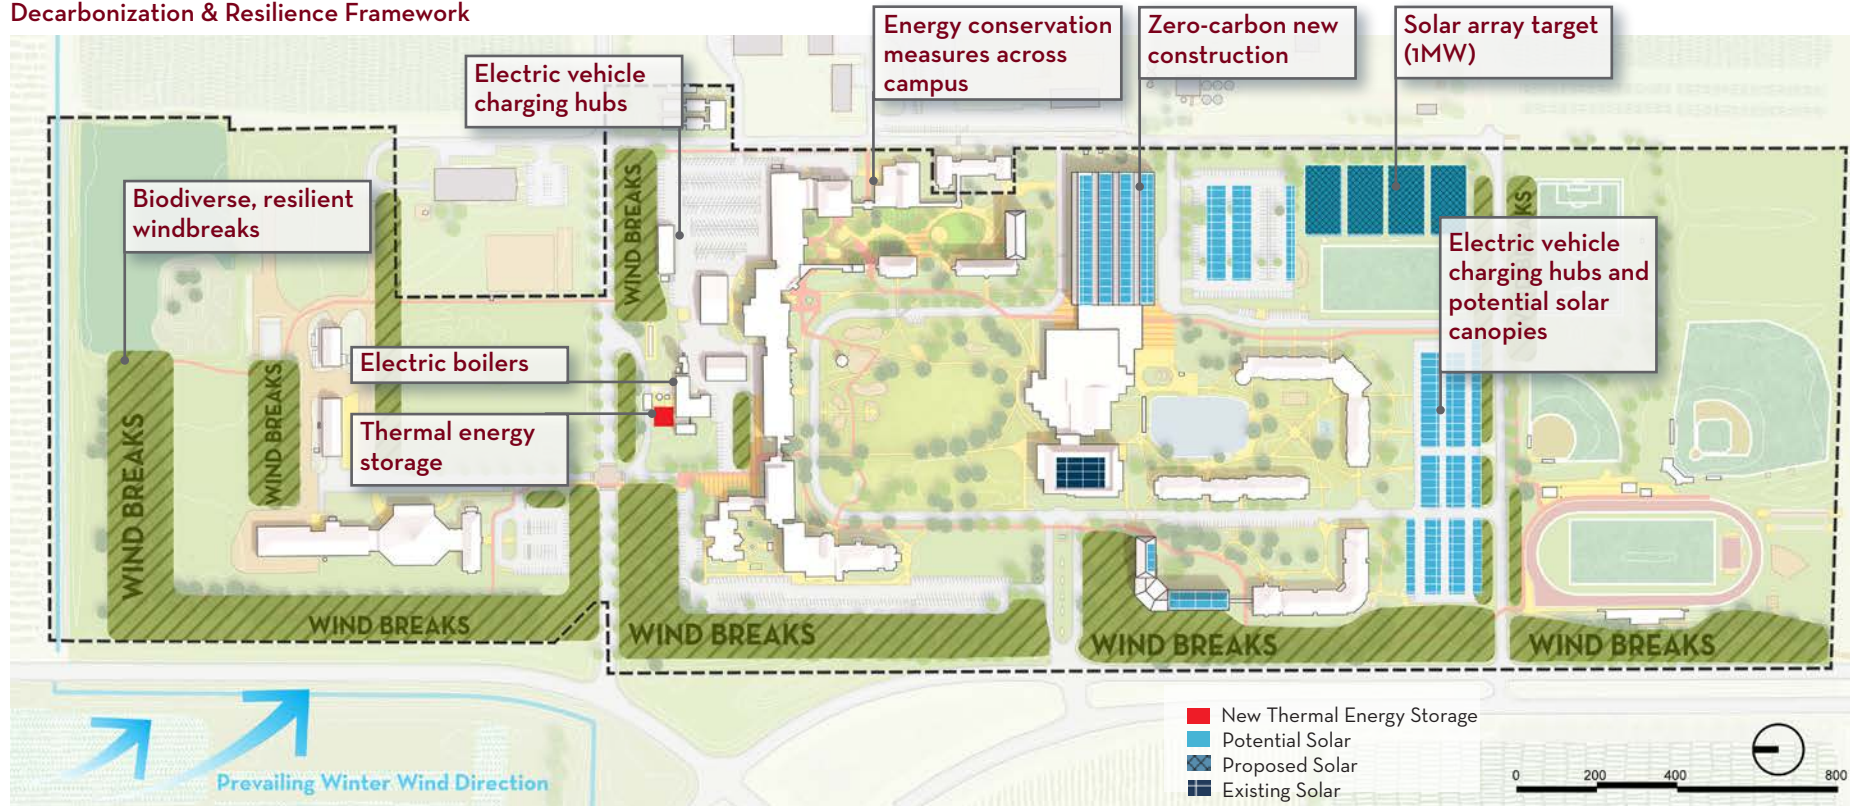 Decarbonization & Resilience Framework
Energy conservation
measures across
campus
Zero-carbon new
construction
Solar array target
(1MW)
Electric vehicle
charging hubs
Biodiverse, resilient
windbreaks
WIND BREAKS
KS
Electric vehicle
charging hubs and
potential solar
canopies
Electric boilers
Thermal energy
storage
WIND BREAKS
WIND BREAKS
WIND BREAKS
WIND BREAKS
WIND BREAKS
WIND BREAKS
New Thermal Energy Storage
Potential Solar
Proposed Solar
Existing Solar
Prevailing Winter Wind Direction
0 200 400 800